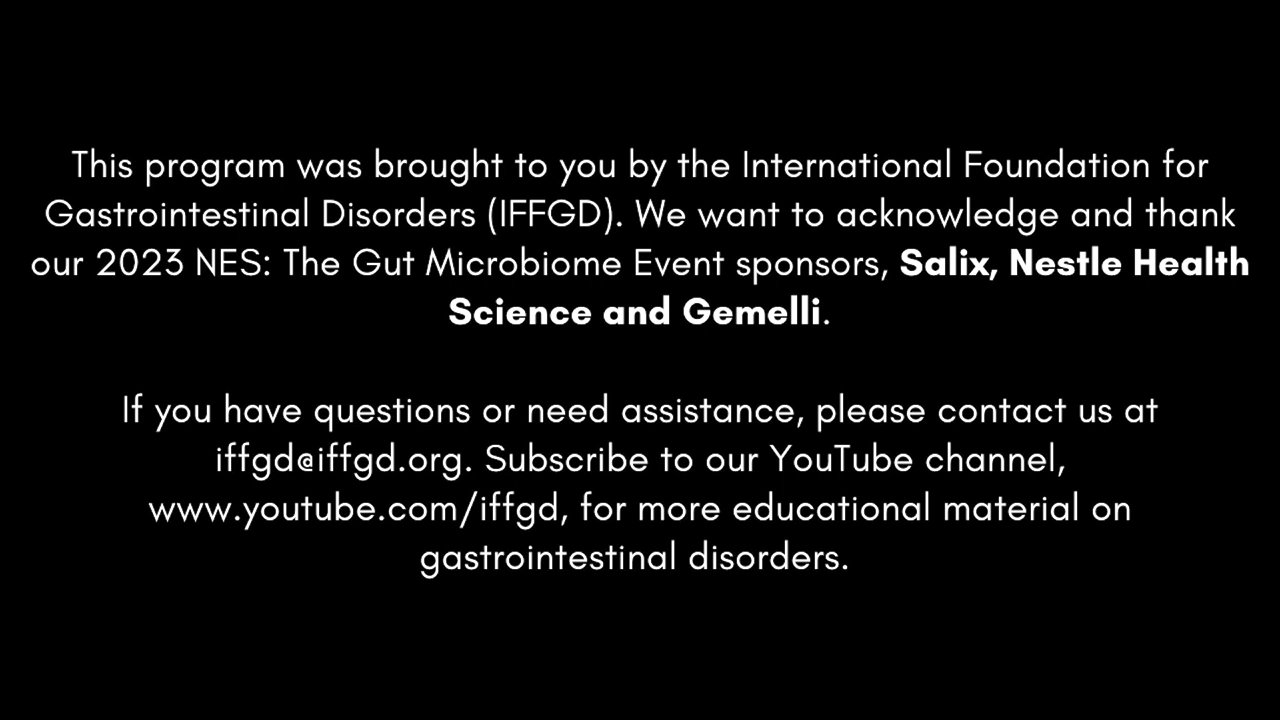 This program was brought to you by the International Foundation for
Gastrointestinal Disorders (IFFGD). We want to acknowledge and thank
our 2023 NES: The Gut Microbiome Event sponsors, Salix, Nestle Health
Science and Gemelli.
If you have questions or need assistance, please contact us at
iffgd@iffgd.org. Subscribe to our YouTube channel,
www.youtube.com/iffgd, for more educational material on
gastrointestinal disorders.